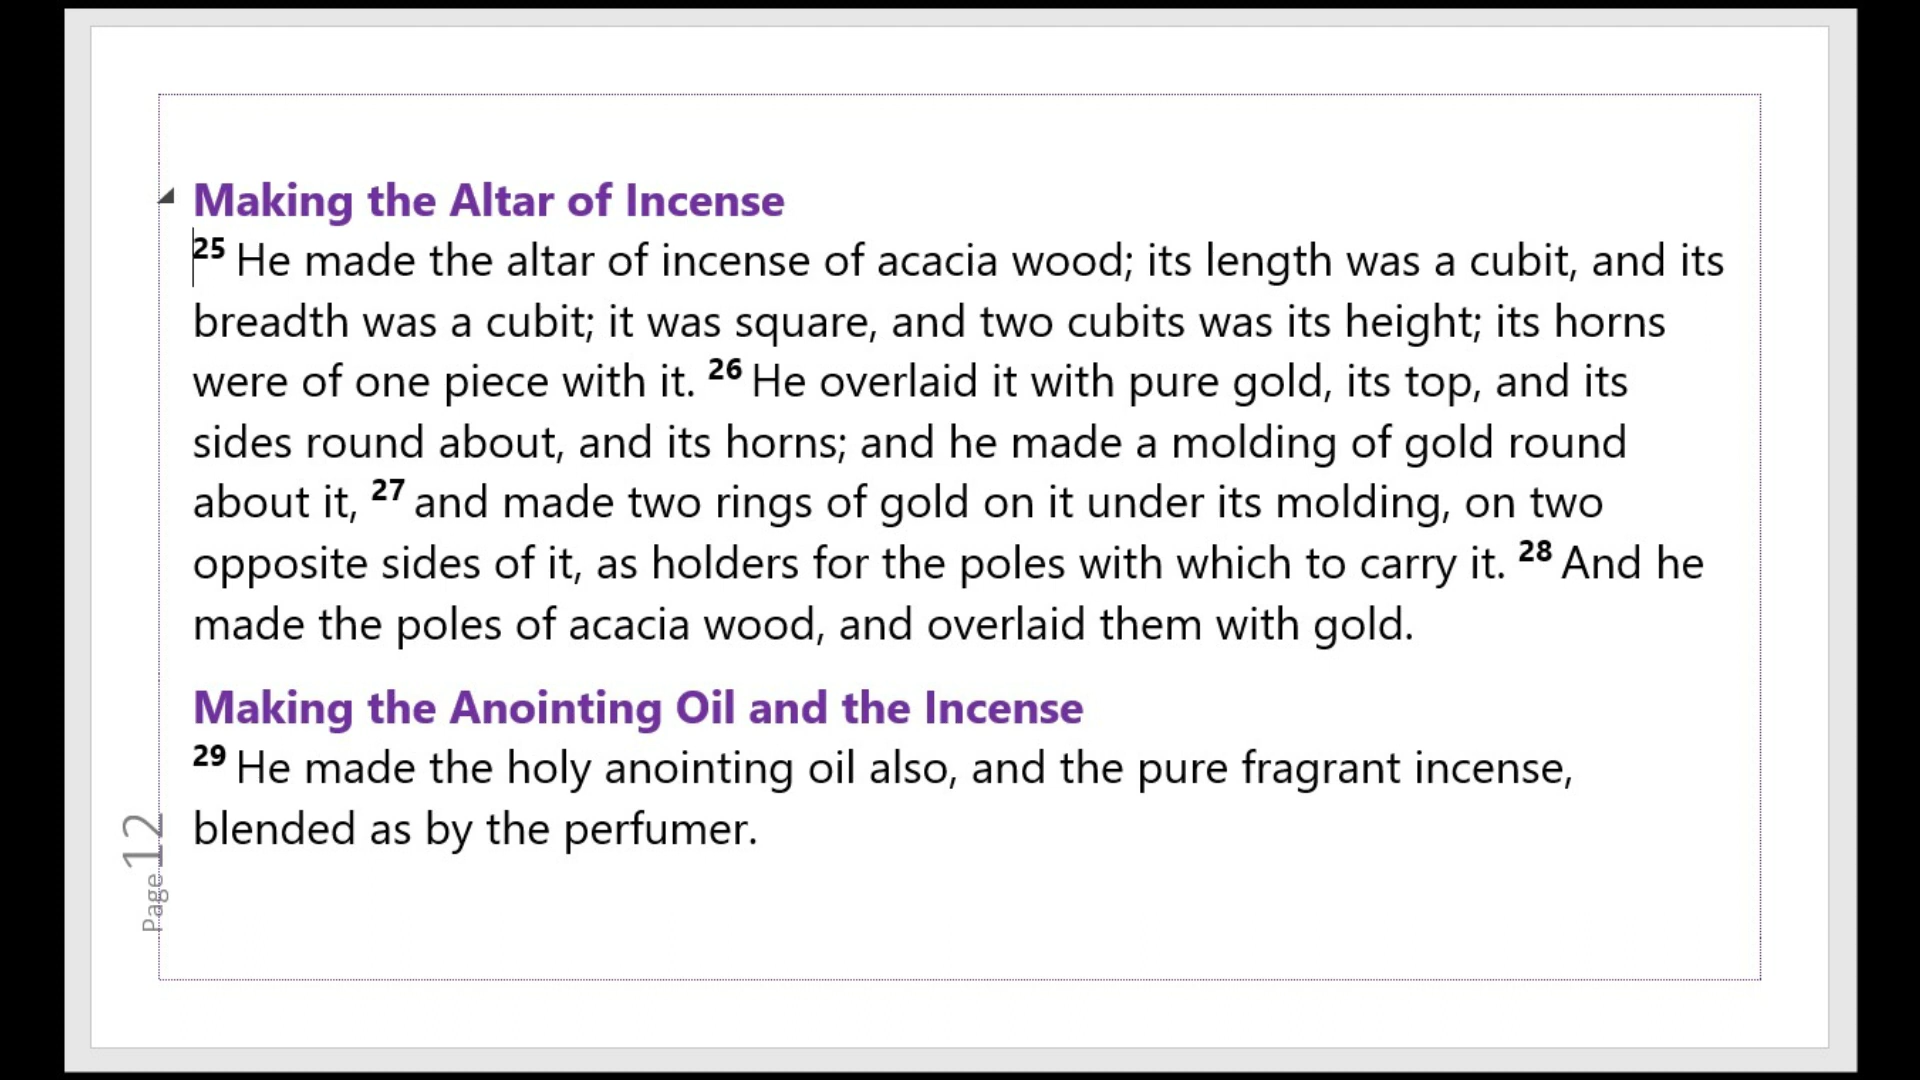 Making the Altar of Incense
25 He made the altar of incense of acacia wood; its length was a cubit, and its
breadth was a cubit; it was square, and two cubits was its height; its horns
were of one piece with it. 26 He overlaid it with pure gold, its top, and its
sides round about, and its horns; and he made a molding of gold round
about it, 27 and made two rings of gold on it under its molding, on two
opposite sides of it, as holders for the poles with which to carry it. 28 And he
made the poles of acacia wood, and overlaid them with gold.
Making the Anointing Oil and the Incense
29 He made the holy anointing oil also, and the pure fragrant incense,
blended as by the perfumer.
Page 12